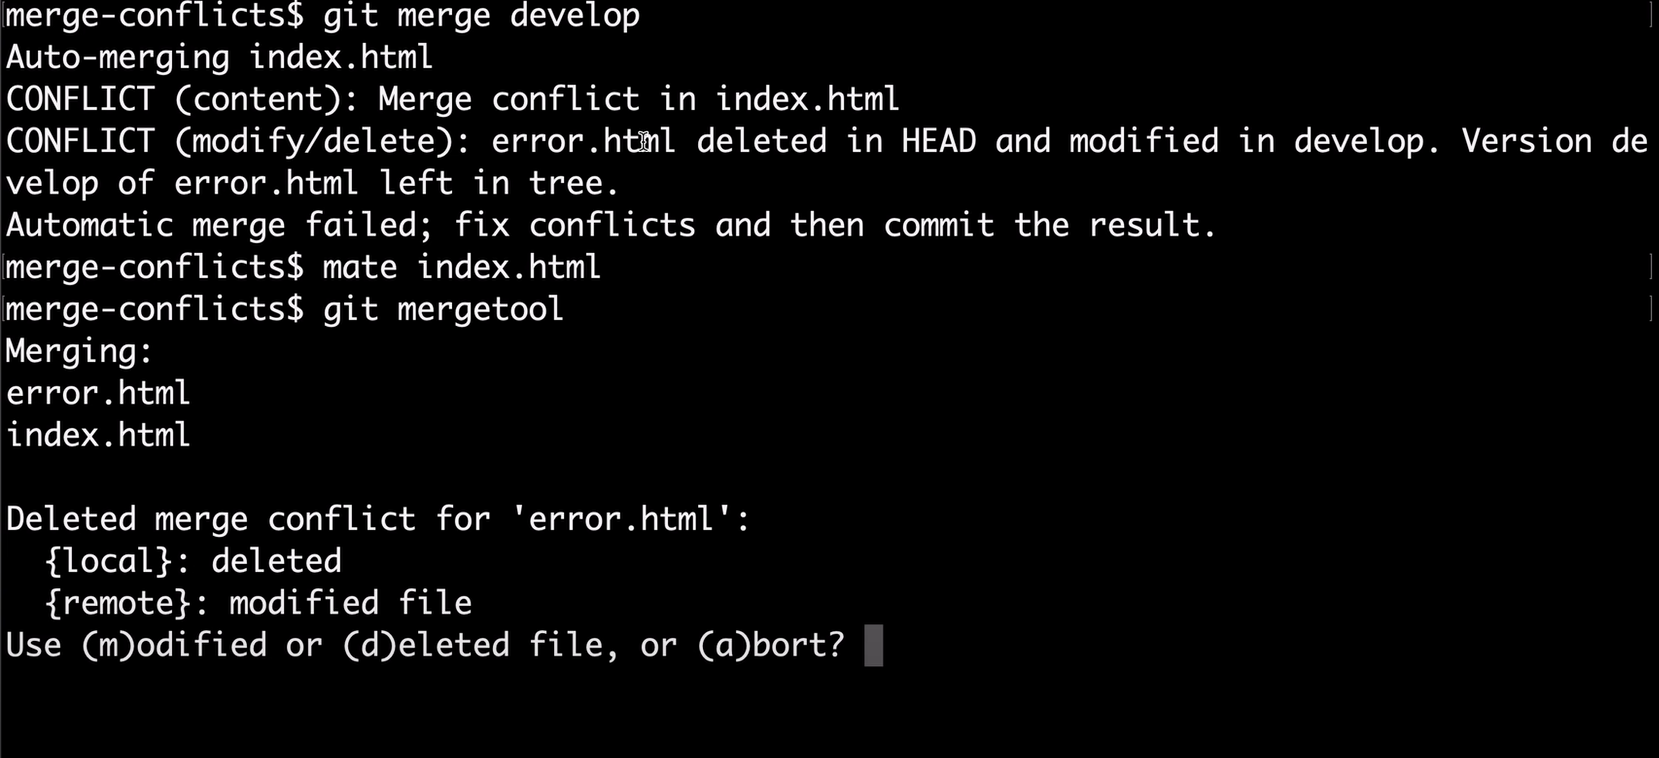 merge-conflicts$ git merge develop
Auto-merging index.html
CONFLICT (content): Merge conflict in index.html
CONFLICT (modify/delete): error.html deleted in HEAD and modified in develop. Version de
velop of error.html left in tree.
Automatic merge failed; fix conflicts and then commit the result.
merge-conflicts$ mate index.html
merge-conflicts$ git mergetool
Merging:
error.html
index.html

Deleted merge conflict for 'error.html':
  {local}: deleted
  {remote}: modified file
Use (m)odified or (d)eleted file, or (a)bort?